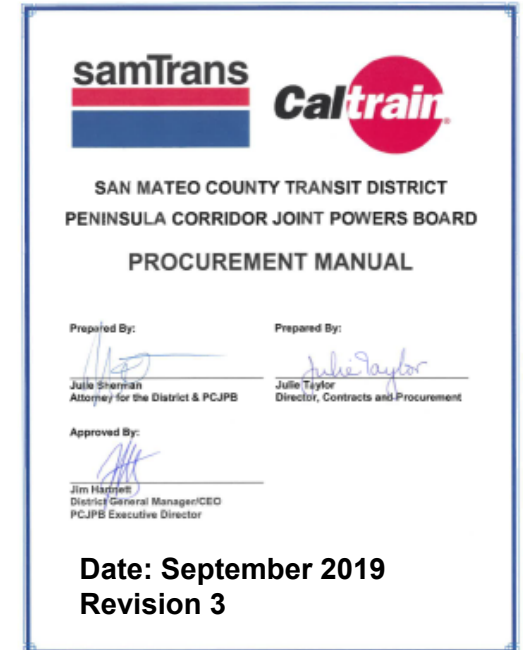 samTrans
Caltrain
SAN MATEO COUNTY TRANSIT DISTRICT
PENINSULA CORRIDOR JOINT POWERS BOARD
PROCUREMENT MANUAL
Prepared By:
Prepared By:
Julie Taylor
Julie Sherman
Attorney for the District & PCJPB
Julie Taylor
Director, Contracts and Procurement
Approved By:
Jim Hartnett
District General Manager/CEO
PCJPB Executive Director
Date: September 2019
Revision 3